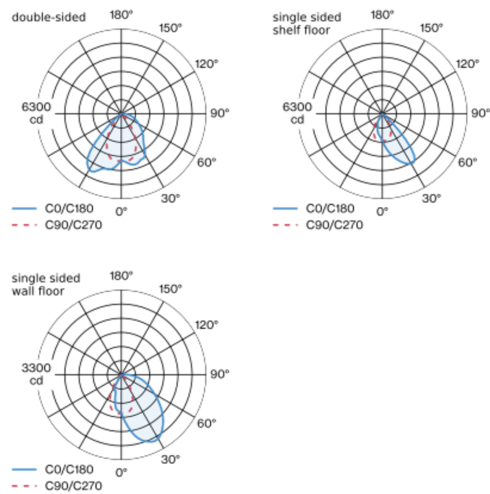 double-sided
180°
150°
120°
6300
cd
90°
60°
30°
0°
C0/C180
C90/C270
single sided
shelf floor
180°
150°
120°
6300
cd
90°
60°
30°
0°
C0/C180
C90/C270
single sided
wall floor
180°
150°
120°
3300
cd
90°
60°
30°
0°
C0/C180
C90/C270